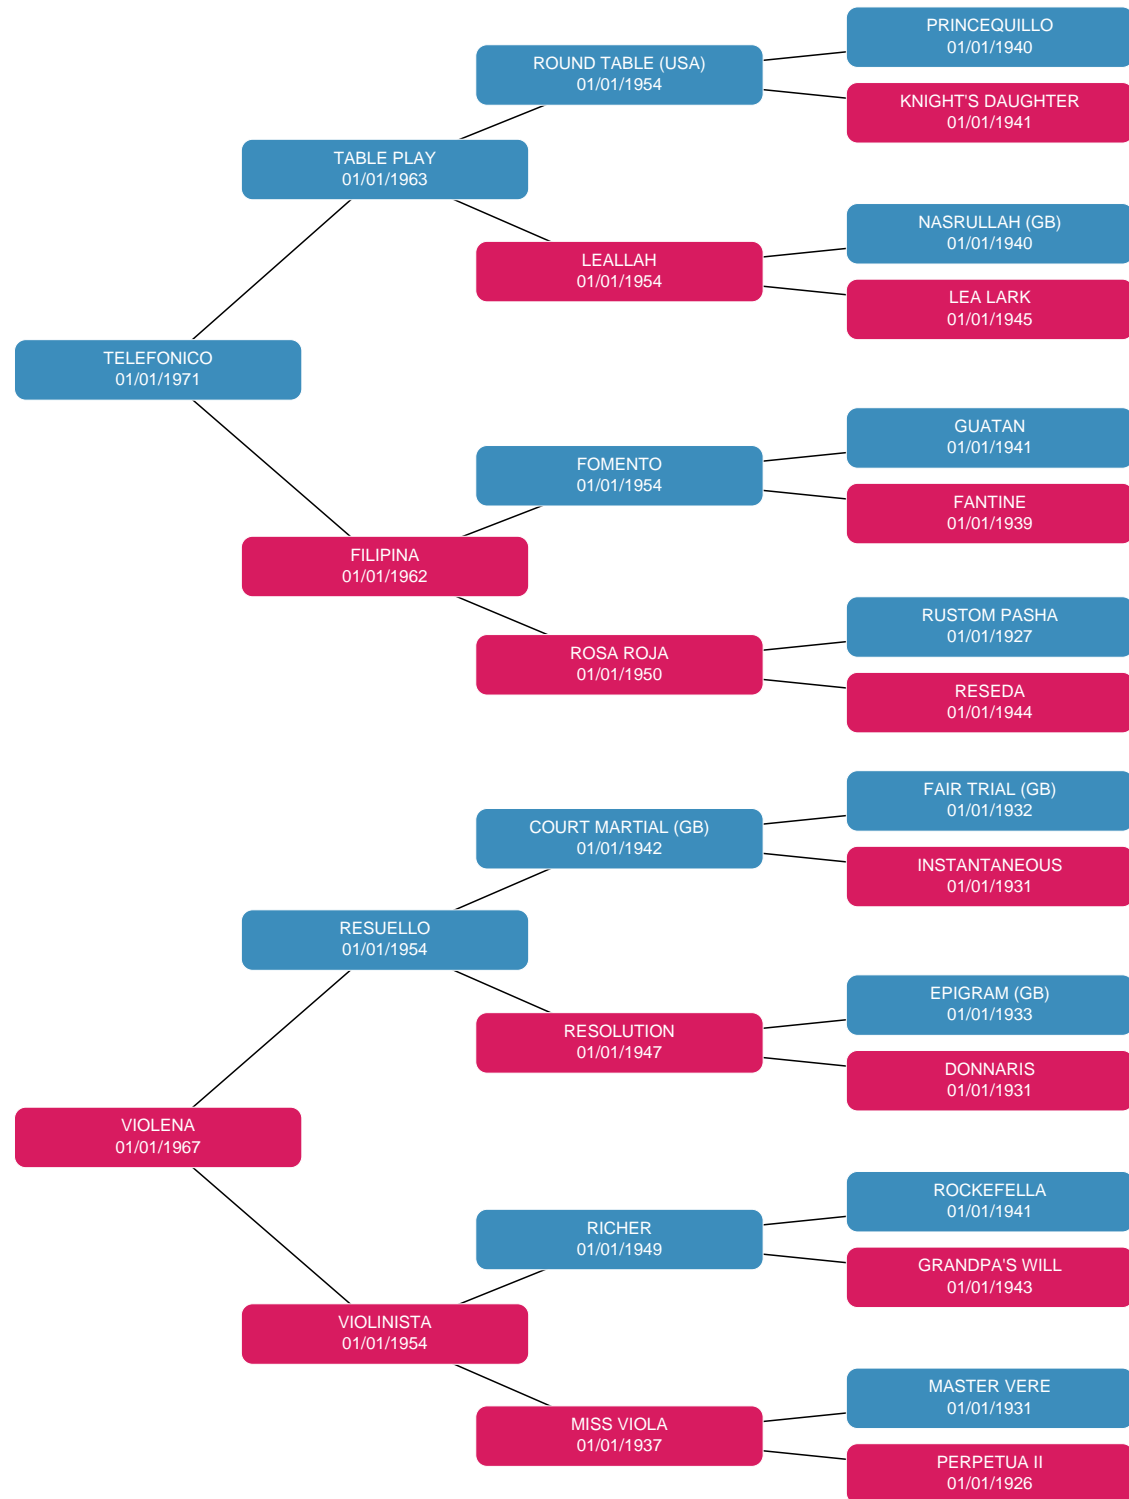 PRINCEQUILLO
01/01/1940
ROUND TABLE (USA)
01/01/1954
KNIGHT'S DAUGHTER
01/01/1941
TABLE PLAY
01/01/1963
NASRULLAH (GB)
01/01/1940
LEALLAH
01/01/1954
LEA LARK
01/01/1945
TELEFONICO
01/01/1971
GUATAN
01/01/1941
FOMENTO
01/01/1954
FANTINE
01/01/1939
FILIPINA
01/01/1962
RUSTOM PASHA
01/01/1927
ROSA ROJA
01/01/1950
RESEDA
01/01/1944
FAIR TRIAL (GB)
01/01/1932
COURT MARTIAL (GB)
01/01/1942
INSTANTANEOUS
01/01/1931
RESUELLO
01/01/1954
EPIGRAM (GB)
01/01/1933
RESOLUTION
01/01/1947
DONNARIS
01/01/1931
VIOLENA
01/01/1967
ROCKEFELLA
01/01/1941
RICHER
01/01/1949
GRANDPA'S WILL
01/01/1943
VIOLINISTA
01/01/1954
MASTER VERE
01/01/1931
MISS VIOLA
01/01/1937
PERPETUA II
01/01/1926